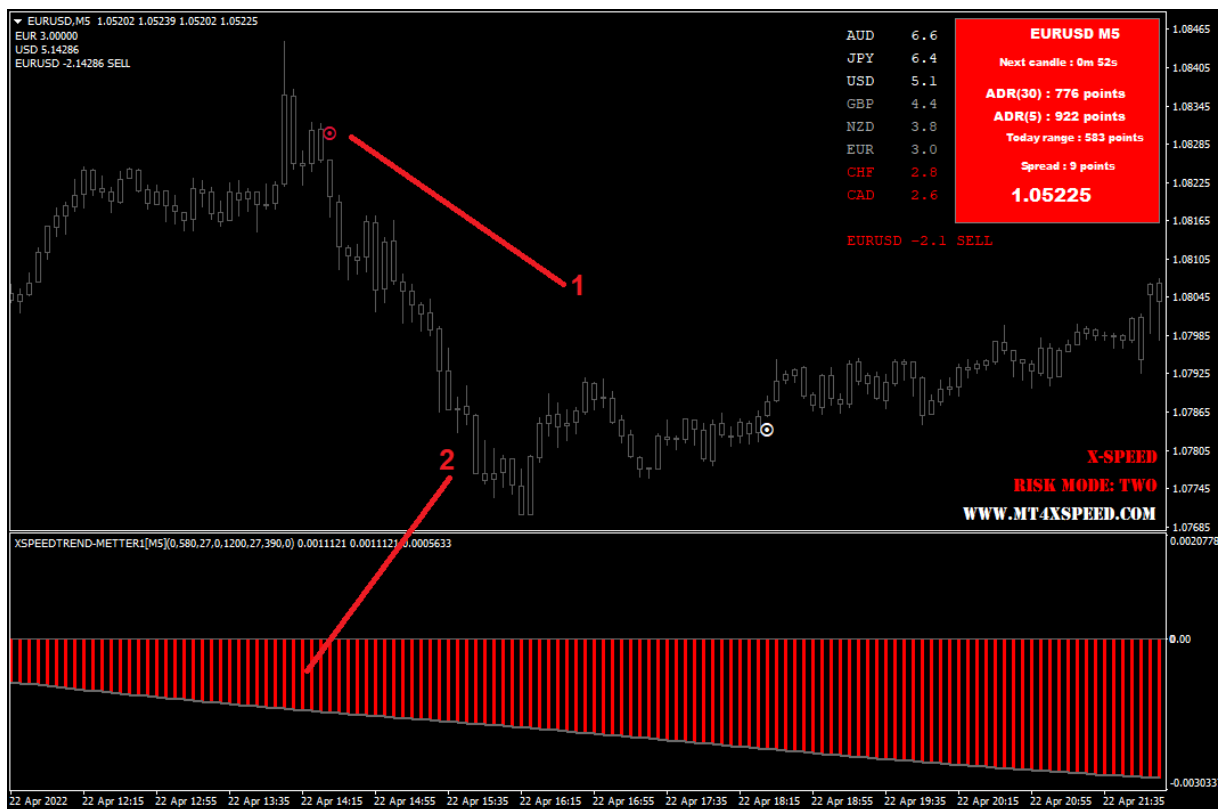 EURUSD,M5 1.05202 1.05239 1.05202 1.05225
EUR 3.00000
USD 5.14286
EURUSD -2.14286 SELL
AUD 6.6
JPY 6.4
USD 5.1
GBP 4.4
NZD 3.8
EUR 3.0
CHF 2.8
CAD 2.6
EURUSD -2.1 SELL
EURUSD M5
Next candle : 0m 52s
ADR(30) : 776 points
ADR(5) : 922 points
Today range : 583 points
Spread : 9 points
1.05225
1.08465
1.08405
1.08345
1.08285
1.08225
1.08165
1.08105
1.08045
1.07985
1.07925
1.07865
1.07805
1.07745
1.07685
1
2
X-SPEED
RISK MODE: TWO
WWW.MT4XSPEED.COM
XSPEEDTREND-METTER1[M5](0,580,27,0,1200,27,390,0) 0.0011121 0.0011121 0.0005633
0.0020778
0.00
-0.0030337
22 Apr 2022 22 Apr 12:15 22 Apr 12:55 22 Apr 13:35 22 Apr 14:15 22 Apr 14:55 22 Apr 15:35 22 Apr 16:15 22 Apr 16:55 22 Apr 17:35 22 Apr 18:15 22 Apr 18:55 22 Apr 19:35 22 Apr 20:15 22 Apr 20:55 22 Apr 21:35